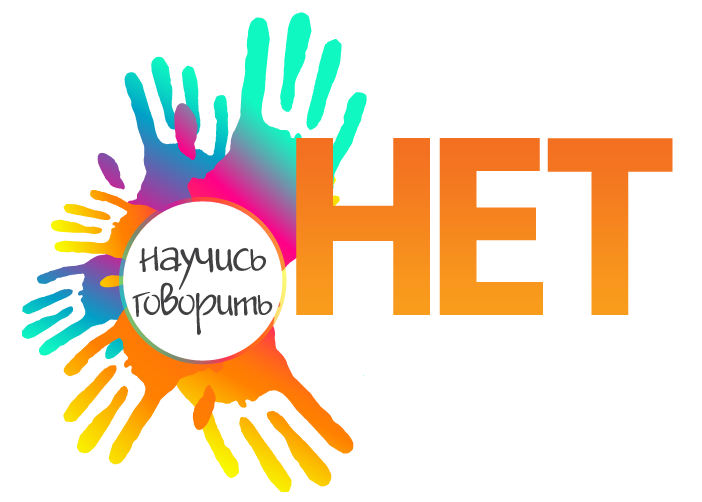 научись
говорить
НЕТ